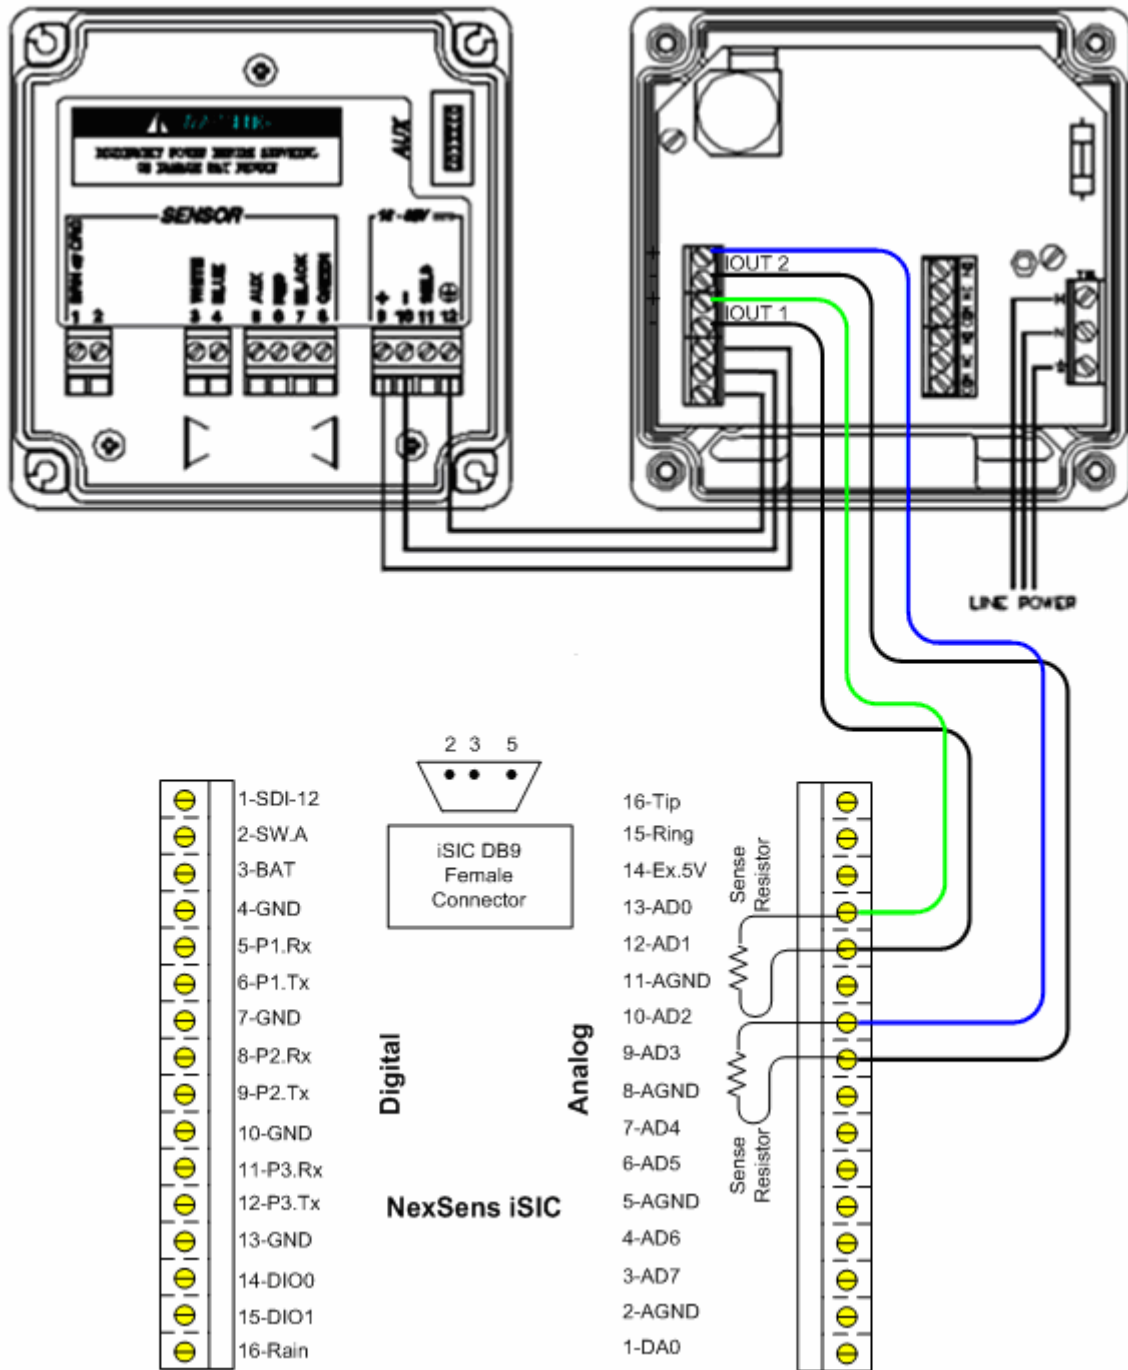 AUX
SENSOR
WHITE
BLUE
AUX
RED
BLACK
GREEN
+
-
1
2
3
4
5
6
7
8
9
10
11
12
+
-
+
-
IOUT 2
IOUT 1
H
N
LINE POWER
2 3 5
iSIC DB9
Female
Connector
1-SDI-12
2-SW.A
3-BAT
4-GND
5-P1.Rx
6-P1.Tx
7-GND
8-P2.Rx
9-P2.Tx
10-GND
11-P3.Rx
12-P3.Tx
13-GND
14-DIO0
15-DIO1
16-Rain
Digital
NexSens iSIC
Analog
16-Tip
15-Ring
14-Ex.5V
13-AD0
12-AD1
11-AGND
10-AD2
9-AD3
8-AGND
7-AD4
6-AD5
5-AGND
4-AD6
3-AD7
2-AGND
1-DA0
Sense
Resistor
Sense
Resistor